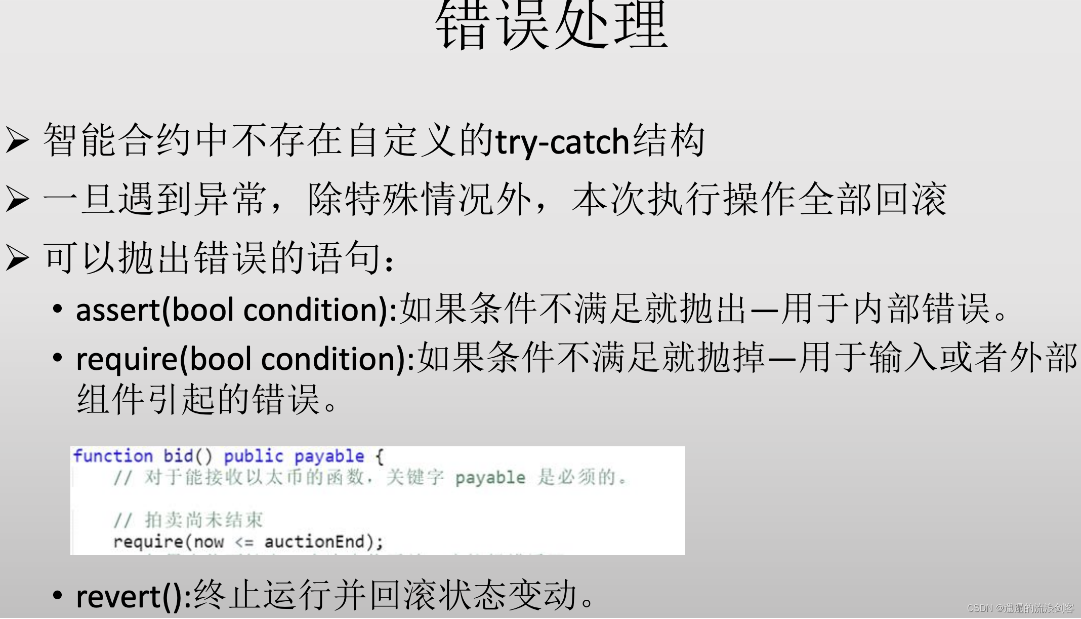 错误处理
➢ 智能合约中不存在自定义的try-catch结构
➢ 一旦遇到异常，除特殊情况外，本次执行操作全部回滚
➢ 可以抛出错误的语句：
• assert(bool condition):如果条件不满足就抛出—用于内部错误。
• require(bool condition):如果条件不满足就抛掉—用于输入或者外部
组件引起的错误。
function bid() public payable {
// 对于能接收以太币的函数，关键字 payable 是必须的。
// 拍卖尚未结束
require(now <= auctionEnd);
• revert():终止运行并回滚状态变动。
CSDN